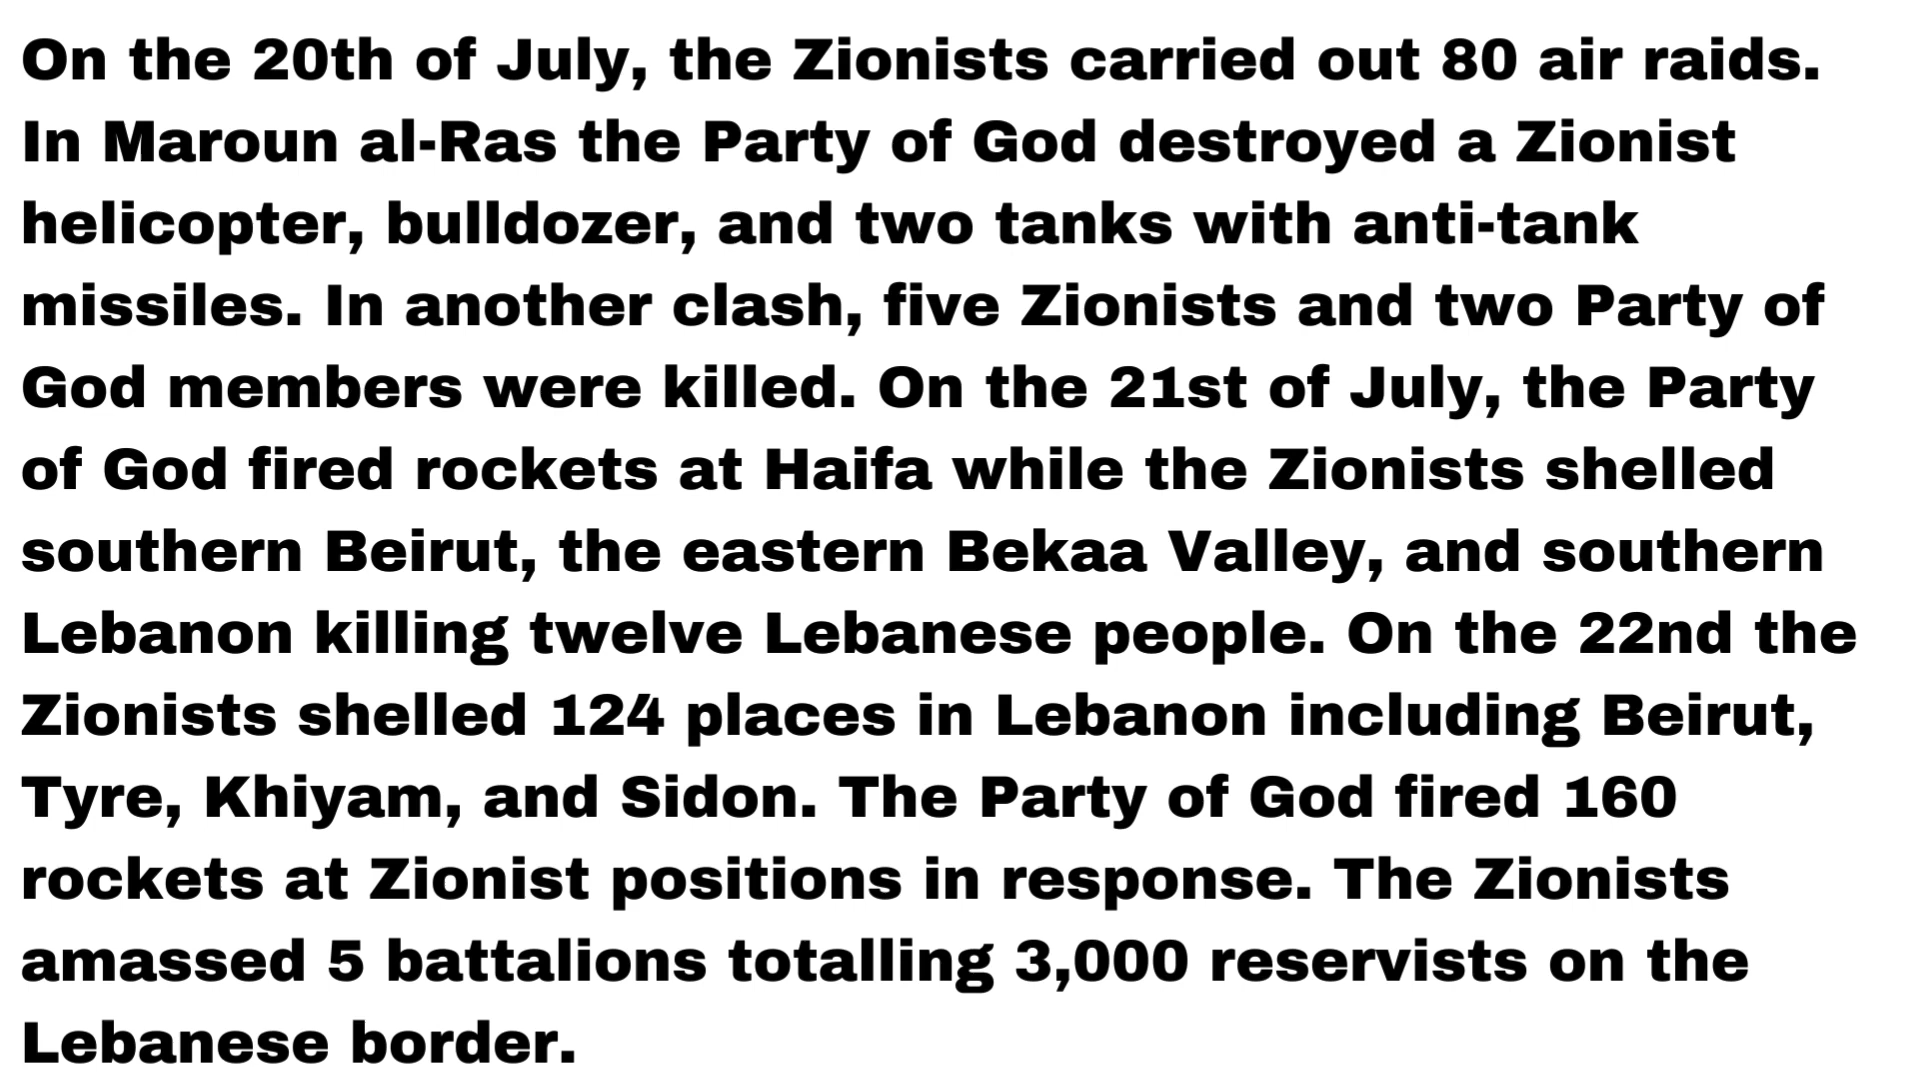 On the 20th of July, the Zionists carried out 80 air raids.
In Maroun al-Ras the Party of God destroyed a Zionist
helicopter, bulldozer, and two tanks with anti-tank
missiles. In another clash, five Zionists and two Party of
God members were killed. On the 21st of July, the Party
of God fired rockets at Haifa while the Zionists shelled
southern Beirut, the eastern Bekaa Valley, and southern
Lebanon killing twelve Lebanese people. On the 22nd the
Zionists shelled 124 places in Lebanon including Beirut,
Tyre, Khiyam, and Sidon. The Party of God fired 160
rockets at Zionist positions in response. The Zionists
amassed 5 battalions totalling 3,000 reservists on the
Lebanese border.